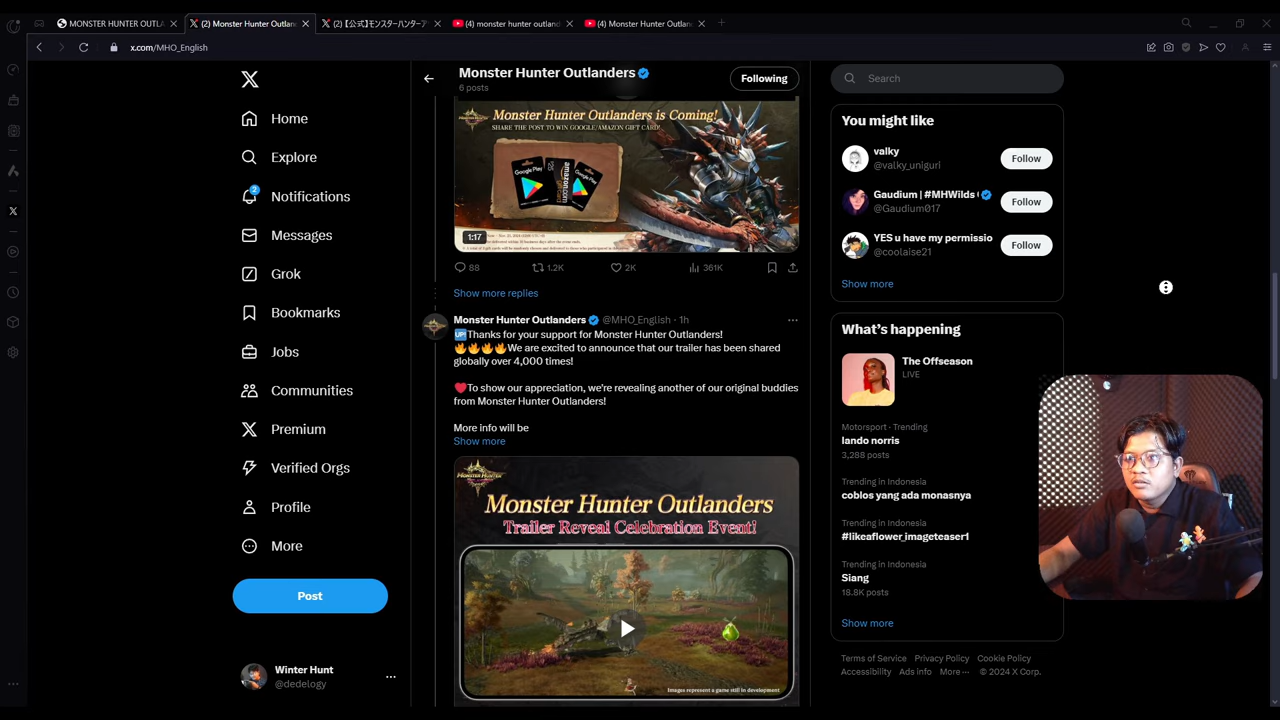 MONSTER HUNTER OUTLA
(2) Monster Hunter Outlan
(2) 【公式】モンスターハンターア
(4) monster hunter outland
(4) Monster Hunter Outlan
x.com/MHO_English
Home
Explore
2
Notifications
Messages
Grok
Bookmarks
Jobs
Communities
Premium
Verified Orgs
Profile
More
Post
Winter Hunt
@dedelogy
Monster Hunter Outlanders
6 posts
Following
Monster Hunter Outlanders is Coming!
SHARE THE POST TO WIN GOOGLE/AMAZON GIFT CARD!
Google Play
amazon.com
Google Play
1:17
88
1.2K
2K
361K
Show more replies
Monster Hunter Outlanders @MHO_English · 1h
UP!Thanks for your support for Monster Hunter Outlanders!
We are excited to announce that our trailer has been shared
globally over 4,000 times!
To show our appreciation, we're revealing another of our original buddies
from Monster Hunter Outlanders!
More info will be
Show more
MONSTER HUNTER
Monster Hunter Outlanders
Trailer Reveal Celebration Event!
Images represent a game still in development
Search
You might like
valky
@valky_unigurl
Follow
Gaudium | #MHWilds
@Gaudium017
Follow
YES u have my permissio
@coolaise21
Follow
Show more
What's happening
The Offseason
LIVE
Motorsport · Trending
lando norris
3,288 posts
Trending in Indonesia
coblos yang ada monasnya
Trending in Indonesia
#likeaflower_imageteaser1
Trending in Indonesia
Siang
18.8K posts
Show more
Terms of Service Privacy Policy Cookie Policy
Accessibility Ads info More ··· © 2024 X Corp.